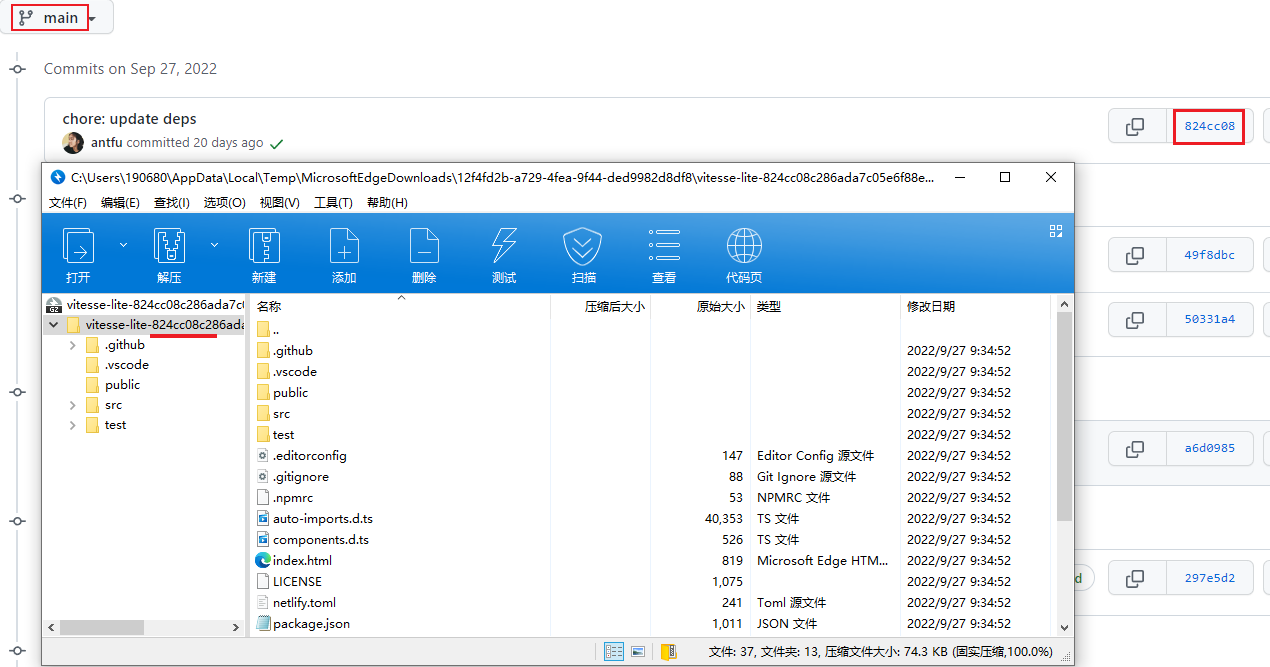 main
Commits on Sep 27, 2022
chore: update deps
antfu committed 20 days ago
824cc08
C:\Users\190680\AppData\Local\Temp\MicrosoftEdgeDownloads\12f4fd2b-a729-4fea-9f44-ded9982d8df8\vitesse-lite-824cc08c286ada7c05e6f88e...
文件(F) 编辑(E) 查找(I) 选项(O) 视图(V) 工具(T) 帮助(H)
打开 解压 新建 添加 删除 测试 扫描 查看 代码页
49f8dbc
50331a4
a6d0985
d
297e5d2
GZ
vitesse-lite-824cc08c286ada7c0
vitesse-lite-824cc08c286ada
.github
.vscode
public
src
test
名称 压缩后大小 原始大小 类型 修改日期
..
.github 2022/9/27 9:34:52
.vscode 2022/9/27 9:34:52
public 2022/9/27 9:34:52
src 2022/9/27 9:34:52
test 2022/9/27 9:34:52
.editorconfig 147 Editor Config 源文件 2022/9/27 9:34:52
.gitignore 88 Git Ignore 源文件 2022/9/27 9:34:52
.npmrc 53 NPMRC 文件 2022/9/27 9:34:52
auto-imports.d.ts 40,353 TS 文件 2022/9/27 9:34:52
components.d.ts 526 TS 文件 2022/9/27 9:34:52
index.html 819 Microsoft Edge HTM... 2022/9/27 9:34:52
LICENSE 1,075 2022/9/27 9:34:52
netlify.toml 241 Toml 源文件 2022/9/27 9:34:52
package.json 1,011 JSON 文件 2022/9/27 9:34:52
文件: 37, 文件夹: 13, 压缩文件大小: 74.3 KB (固实压缩,100.0%)